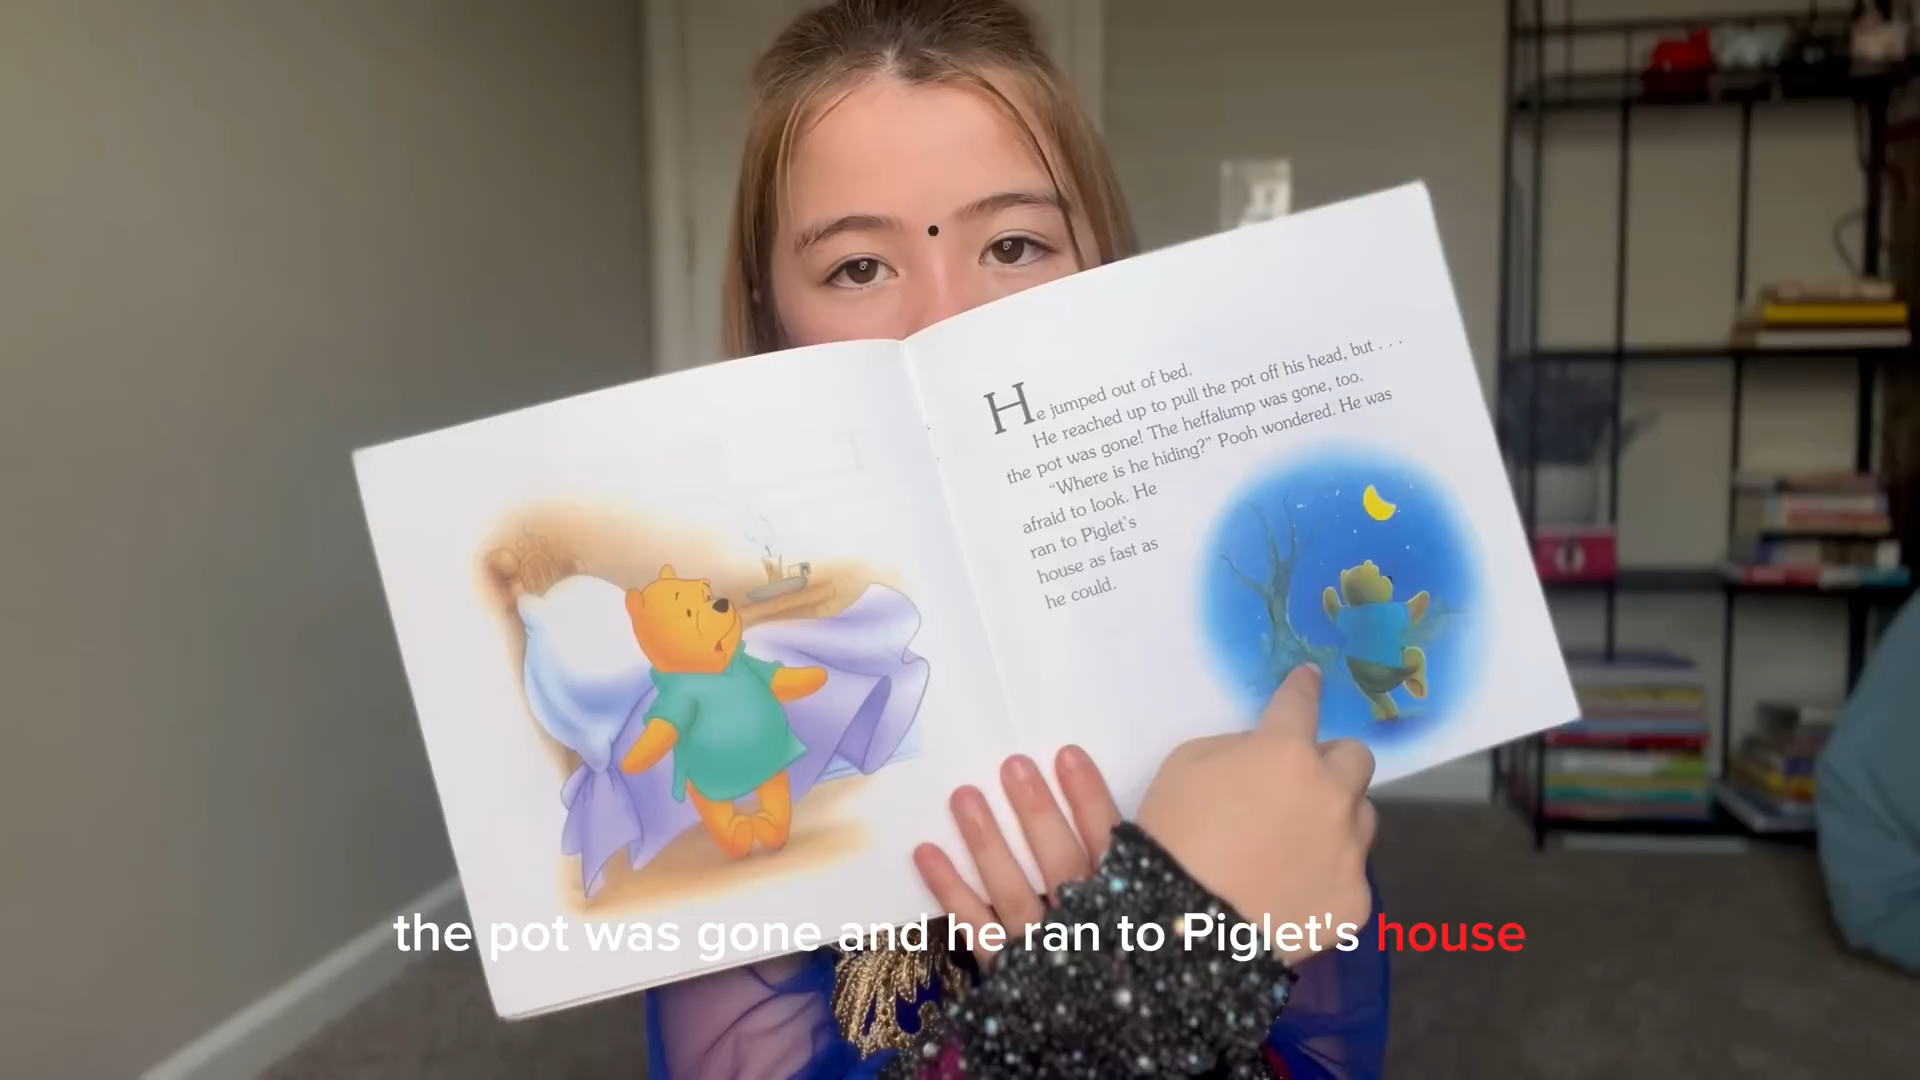 He jumped out of bed.
He reached up to pull the pot off his head, but . . .
the pot was gone! The heffalump was gone, too.
“Where is he hiding?” Pooh wondered. He was
afraid to look. He
ran to Piglet's
house as fast as
he could.
the pot was gone and he ran to Piglet's house